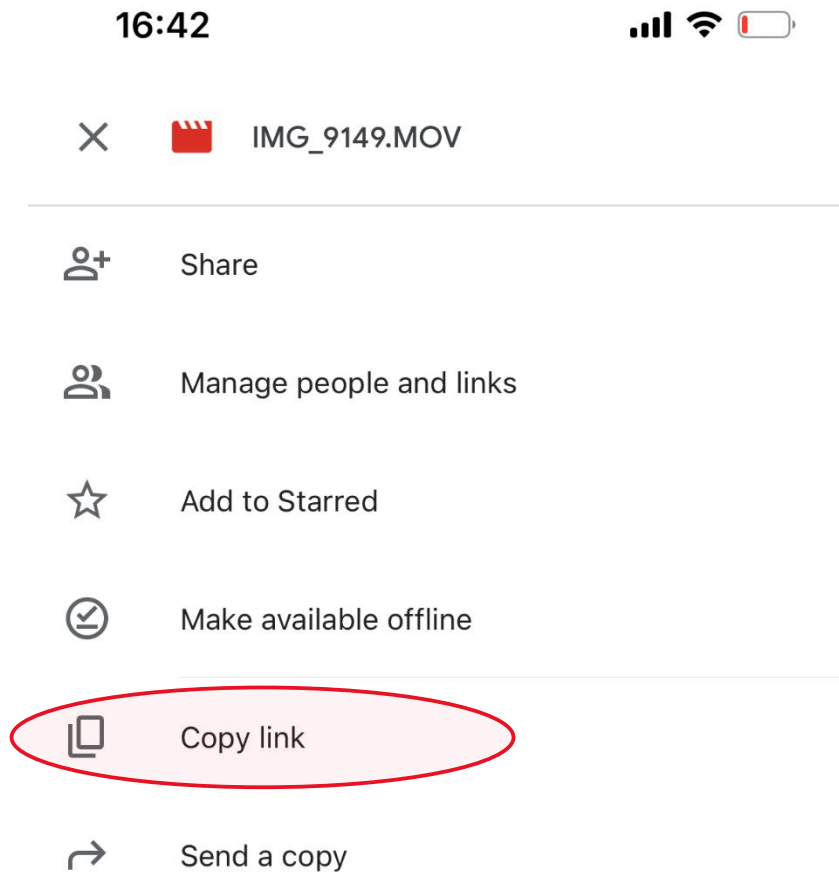 16:42
IMG_9149.MOV
Share
Manage people and links
Add to Starred
Make available offline
Copy link
Send a copy